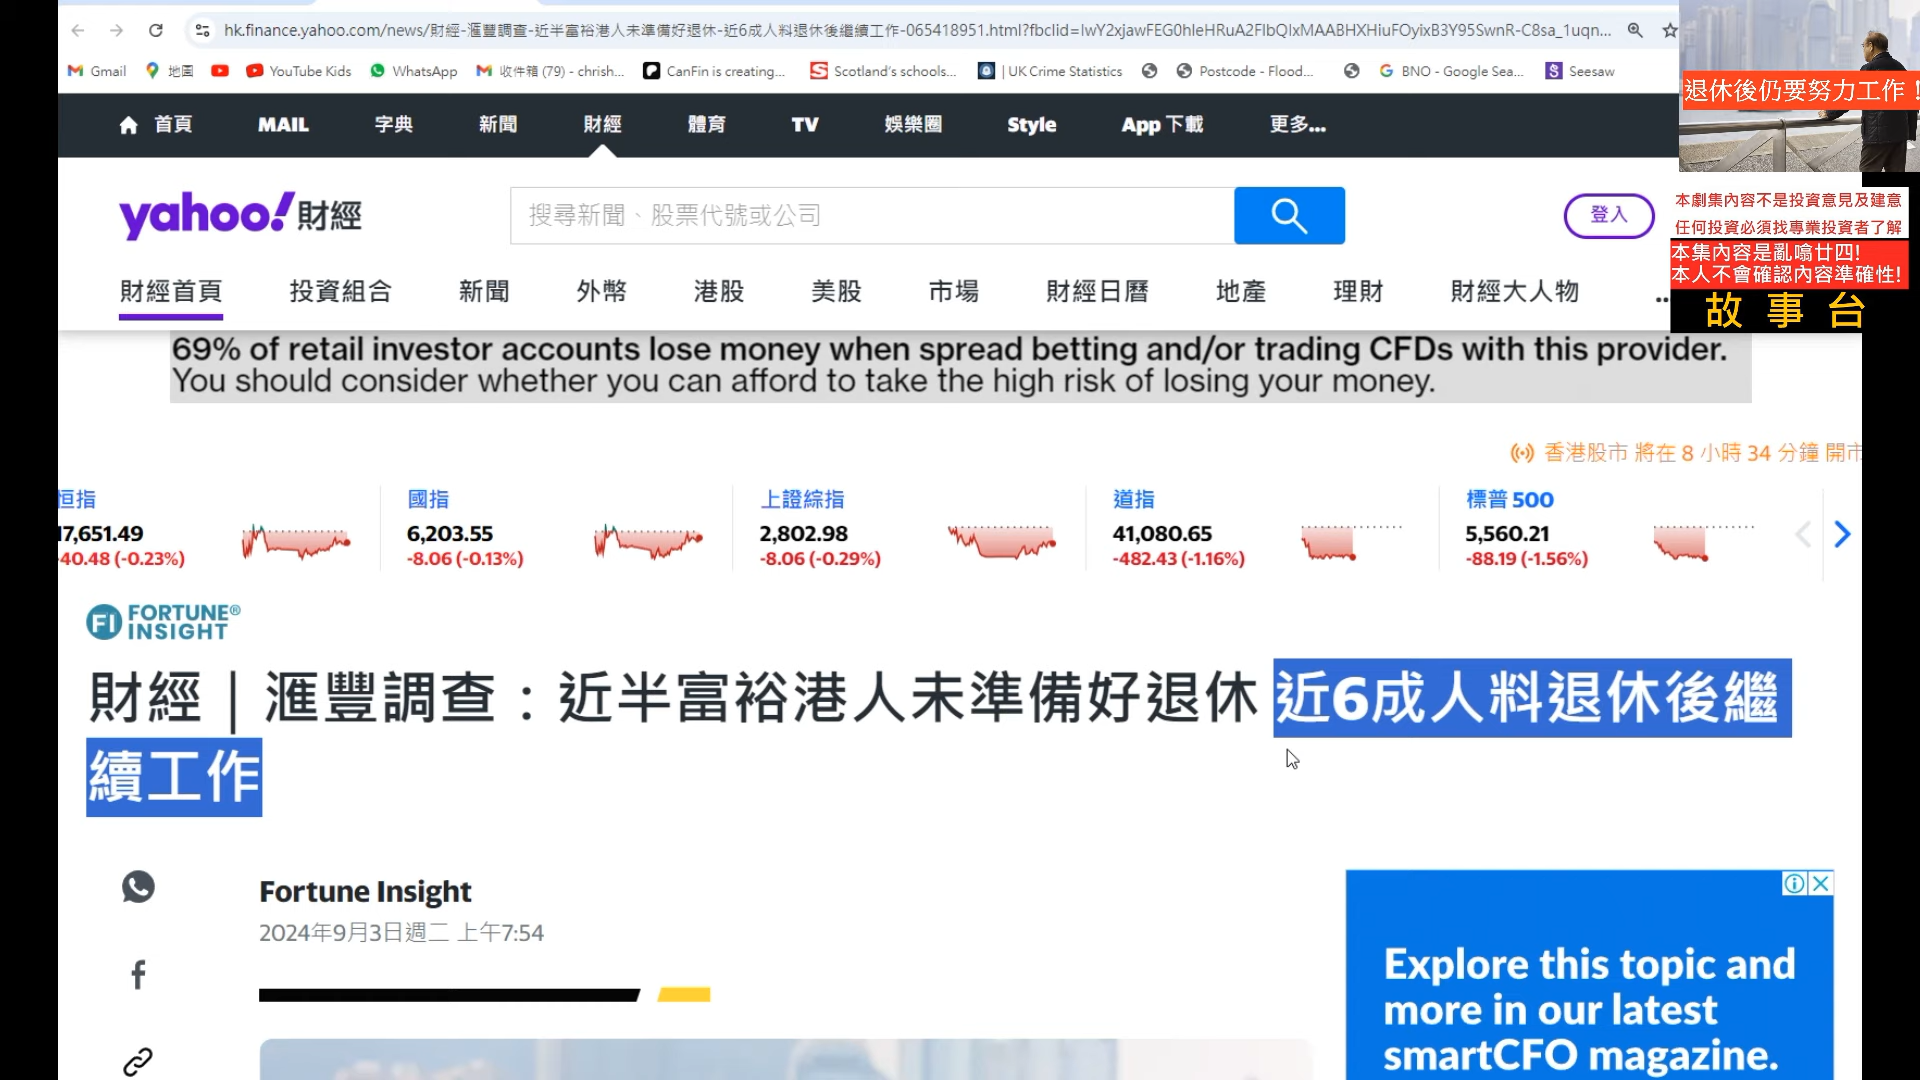 hk.finance.yahoo.com/news/財經-滙豐調查-近半富裕港人未準備好退休-近6成人料退休後繼續工作-065418951.html?fbclid=IwY2xjawFEG0hleHRuA2FlbQIxMAABHXHiuFOyixB3Y95SwnR-C8sa_1uqn...
Gmail
地圖
YouTube Kids
WhatsApp
收件箱 (79) - chrish...
CanFin is creating...
Scotland's schools...
| UK Crime Statistics
Postcode - Flood...
BNO - Google Sea...
Seesaw
退休後仍要努力工作！
首頁
MAIL
字典
新聞
財經
體育
TV
娛樂圈
Style
App 下載
更多...
yahoo!財經
搜尋新聞、股票代號或公司
登入
本劇集內容不是投資意見及建意
任何投資必須找專業投資者了解
本集內容是亂噏廿四!
本人不會確認內容準確性!
故 事 台
財經首頁
投資組合
新聞
外幣
港股
美股
市場
財經日曆
地產
理財
財經大人物
...
69% of retail investor accounts lose money when spread betting and/or trading CFDs with this provider.
You should consider whether you can afford to take the high risk of losing your money.
香港股市 將在 8 小時 34 分鐘 開市
恒指
17,651.49
-40.48 (-0.23%)
國指
6,203.55
-8.06 (-0.13%)
上證綜指
2,802.98
-8.06 (-0.29%)
道指
41,080.65
-482.43 (-1.16%)
標普 500
5,560.21
-88.19 (-1.56%)
FI FORTUNE®
INSIGHT
財經｜滙豐調查：近半富裕港人未準備好退休 近6成人料退休後繼
續工作
Fortune Insight
2024年9月3日週二 上午7:54
Explore this topic and
more in our latest
smartCFO magazine.